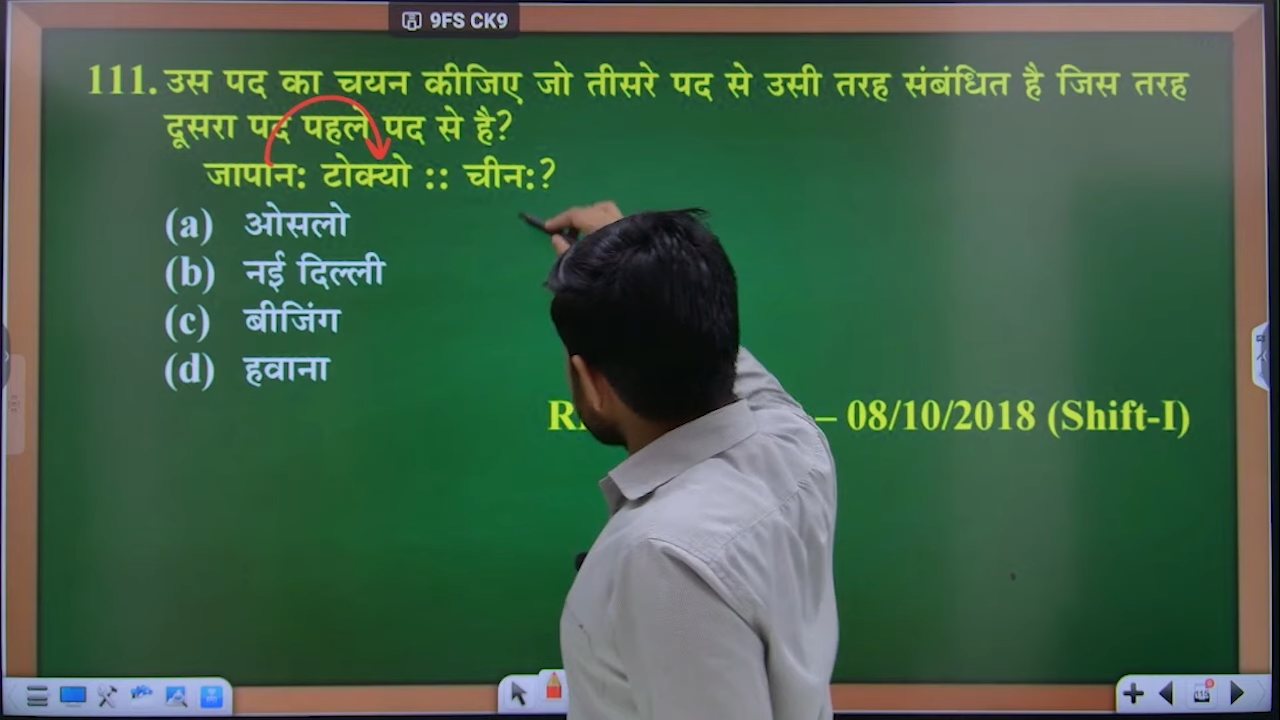 9FS CK9
111. उस पद का चयन कीजिए जो तीसरे पद से उसी तरह संबंधित है जिस तरह
दूसरा पद पहले पद से है?
जापान: टोक्यो :: चीन:?
(a) ओसलो
(b) नई दिल्ली
(c) बीजिंग
(d) हवाना
– 08/10/2018 (Shift-I)